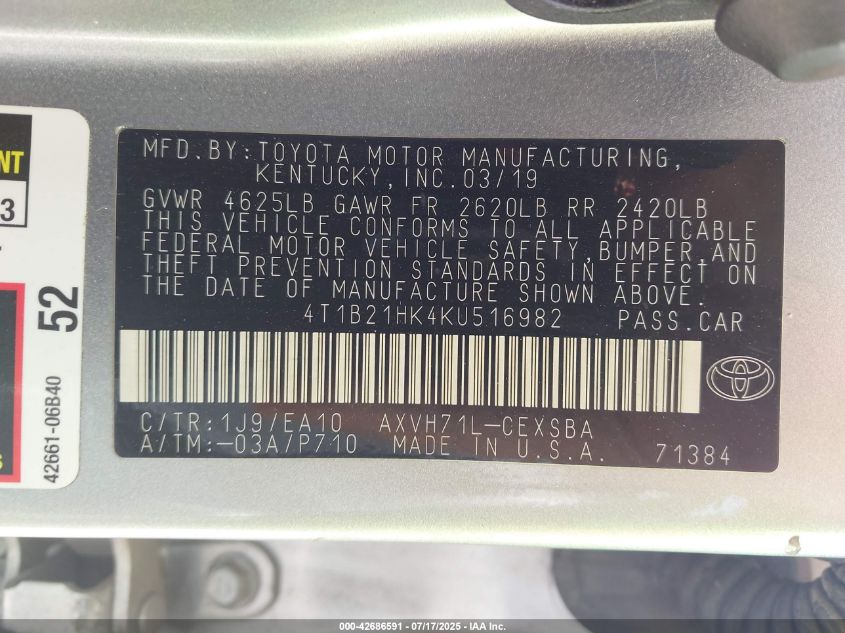 NT
3
52
42661-06B40
S
MFD.BY:TOYOTA MOTOR MANUFACTURING,
KENTUCKY,INC.03/19
GVWR 4625LB GAWR FR 2620LB RR 2420LB
THIS VEHICLE CONFORMS TO ALL APPLICABLE
FEDERAL MOTOR VEHICLE SAFETY,BUMPER,AND
THEFT PREVENTION STANDARDS IN EFFECT ON
THE DATE OF MANUFACTURE SHOWN ABOVE.
4T1B21HK4KU516982 PASS.CAR
C/TR:1J9/EA10 AXVH71L-CEXSBA
A/TM:-03A/P710 MADE IN U.S.A. 71384
000-42686591 / 07/17/2025 - IAA Inc.